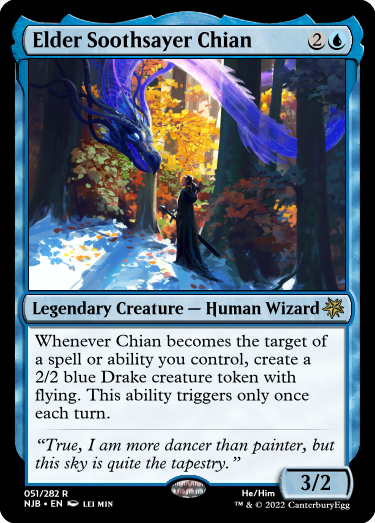 Elder Soothsayer Chian 2
Legendary Creature — Human Wizard
Whenever Chian becomes the target of
a spell or ability you control, create a
2/2 blue Drake creature token with
flying. This ability triggers only once
each turn.
“True, I am more dancer than painter, but
this sky is quite the tapestry.”
3/2
051/282 R He/Him
NJB • EN LEI MIN ™ & © 2022 CanterburyEgg